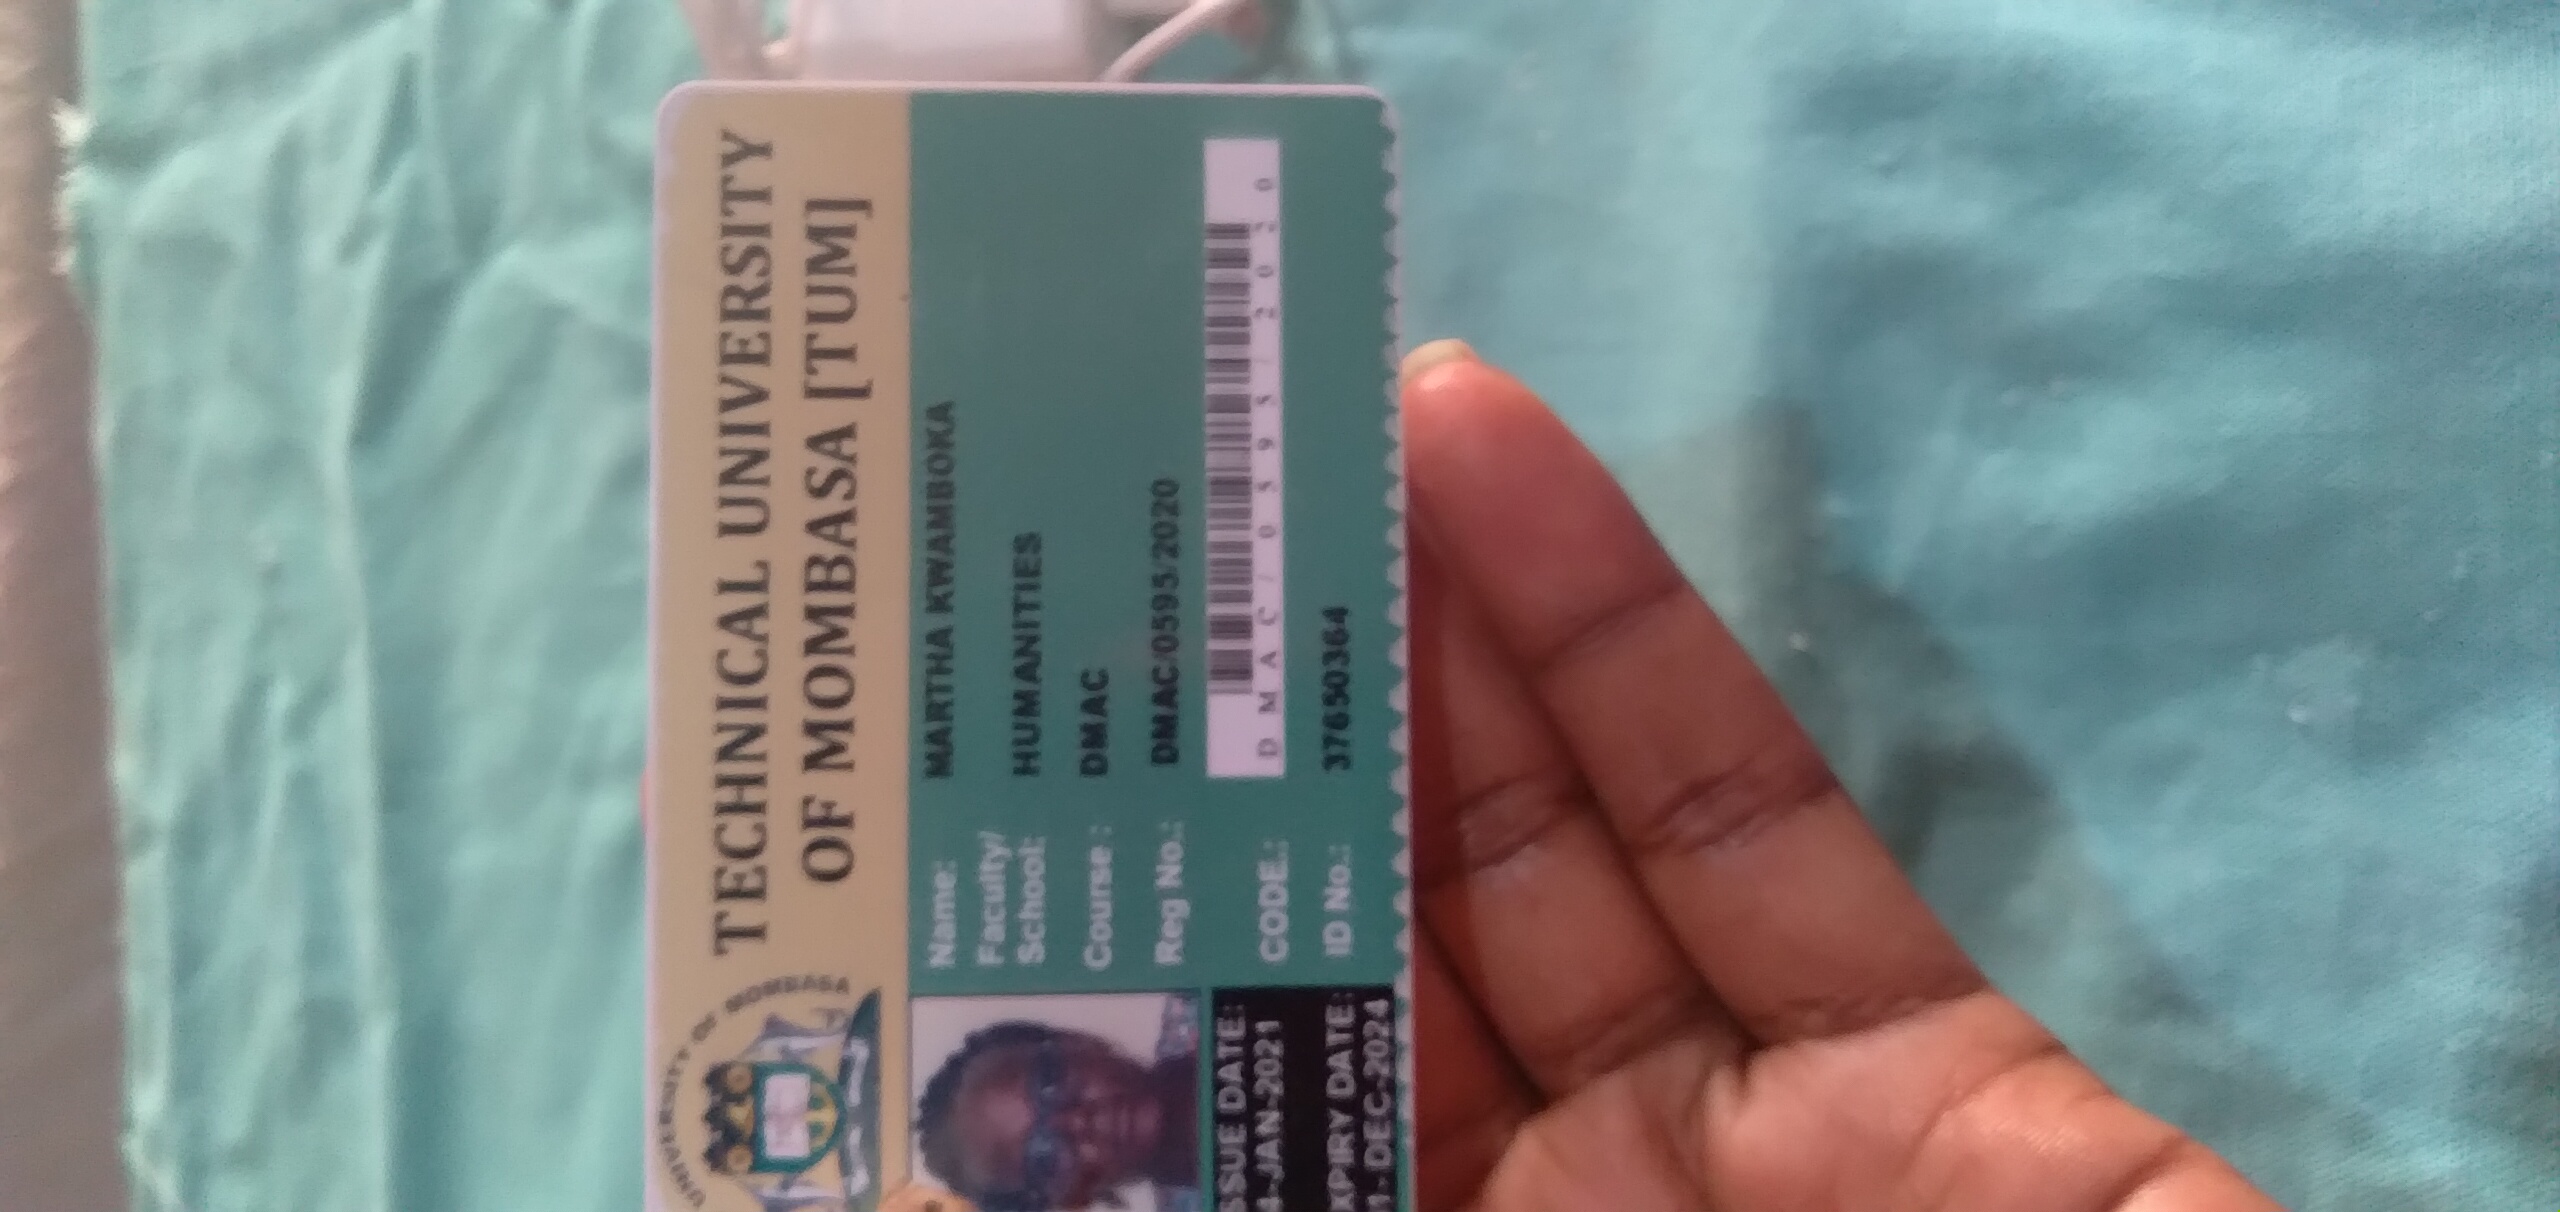 UNIVERSITY OF MOMBASA
TECHNICAL UNIVERSITY
OF MOMBASA [TUM]
Name: MARTHA KWAMBOKA
Faculty/
School: HUMANITIES
Course : DMAC
Reg No.: DMAC/0595/2020
SSUE DATE:
4-JAN-2021
CODE.: DMAC/0595/2020
XPIRY DATE:
1-DEC-2024
ID No.: 37650364